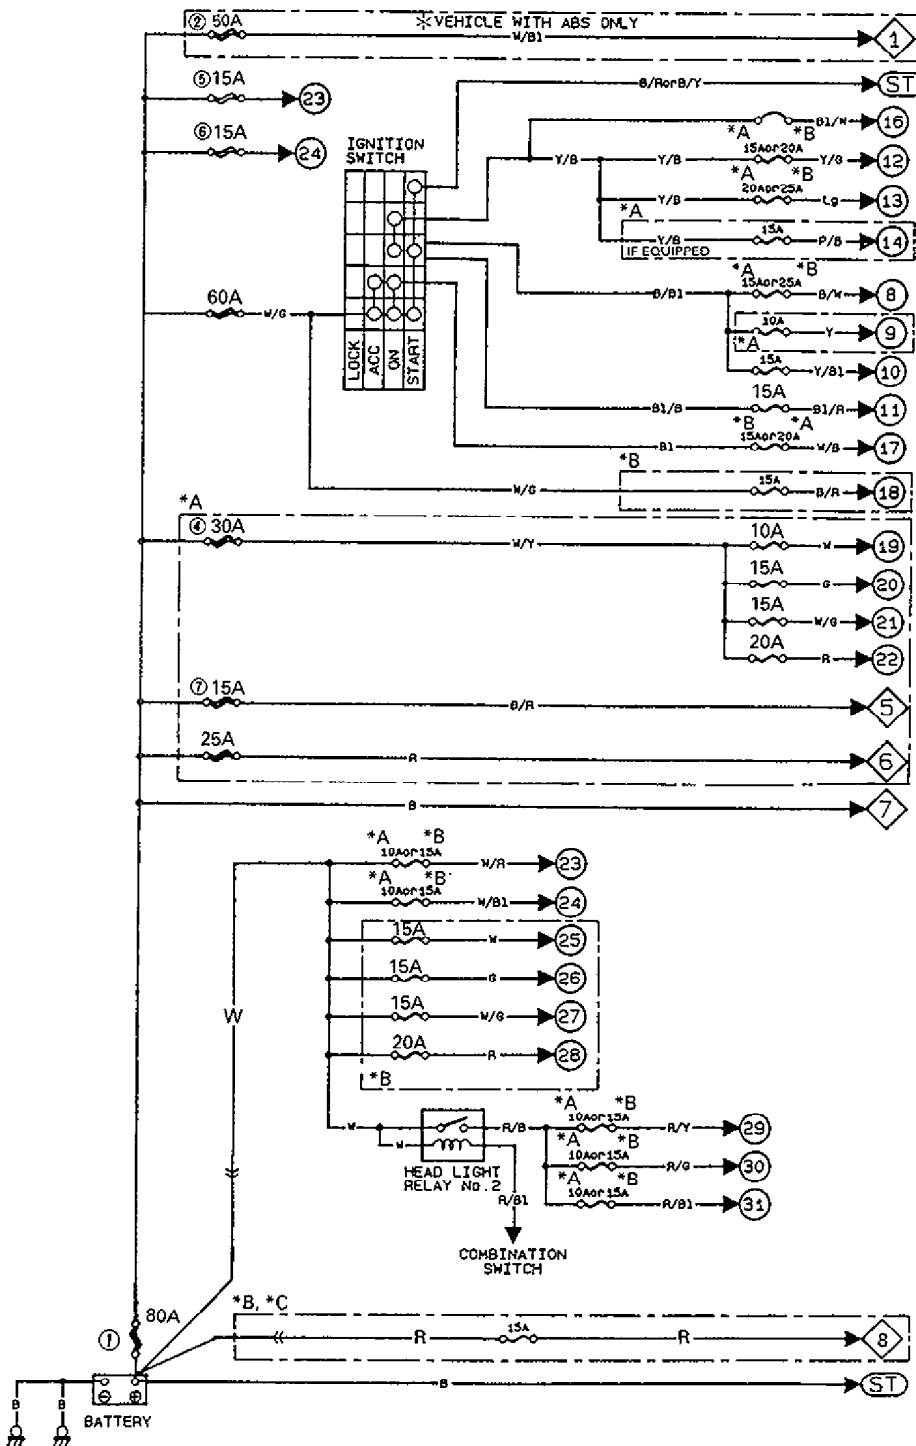 ② 50A
※VEHICLE WITH ABS ONLY
W/Bl
1
⑤15A
23
B/RorB/Y
ST
⑥15A
24
IGNITION
SWITCH
*A *B
Bl/W
16
Y/B
Y/B
15Aor20A
Y/G
12
*A *B
Y/B
20Aor25A
Lg
13
*A
Y/B
15A
P/B
14
IF EQUIPPED
60A
W/G
B/Bl
*A *B
15Aor25A
B/W
8
10A
Y
9
*A
15A
Y/Bl
10
LOCK
ACC
ON
START
Bl/B
15A
Bl/R
11
*B *A
Bl
15Aor20A
W/B
17
*B
W/G
15A
B/R
18
*A
④ 30A
W/Y
10A
W
19
15A
G
20
15A
W/G
21
20A
R
22
⑦ 15A
B/R
5
25A
R
6
B
7
*A *B
10Aor15A
W/R
23
*A *B
10Aor15A
W/Bl
24
15A
W
25
15A
G
26
W
15A
W/G
27
20A
R
28
*B
W
W
R/B
*A *B
10Aor15A
R/Y
29
HEAD LIGHT
RELAY No.2
*A *B
10Aor15A
R/G
30
R/Bl
*A *B
10Aor15A
R/Bl
31
COMBINATION
SWITCH
80A
①
*B, *C
R
15A
R
8
B
B
⊖ ⊕
B
ST
BATTERY